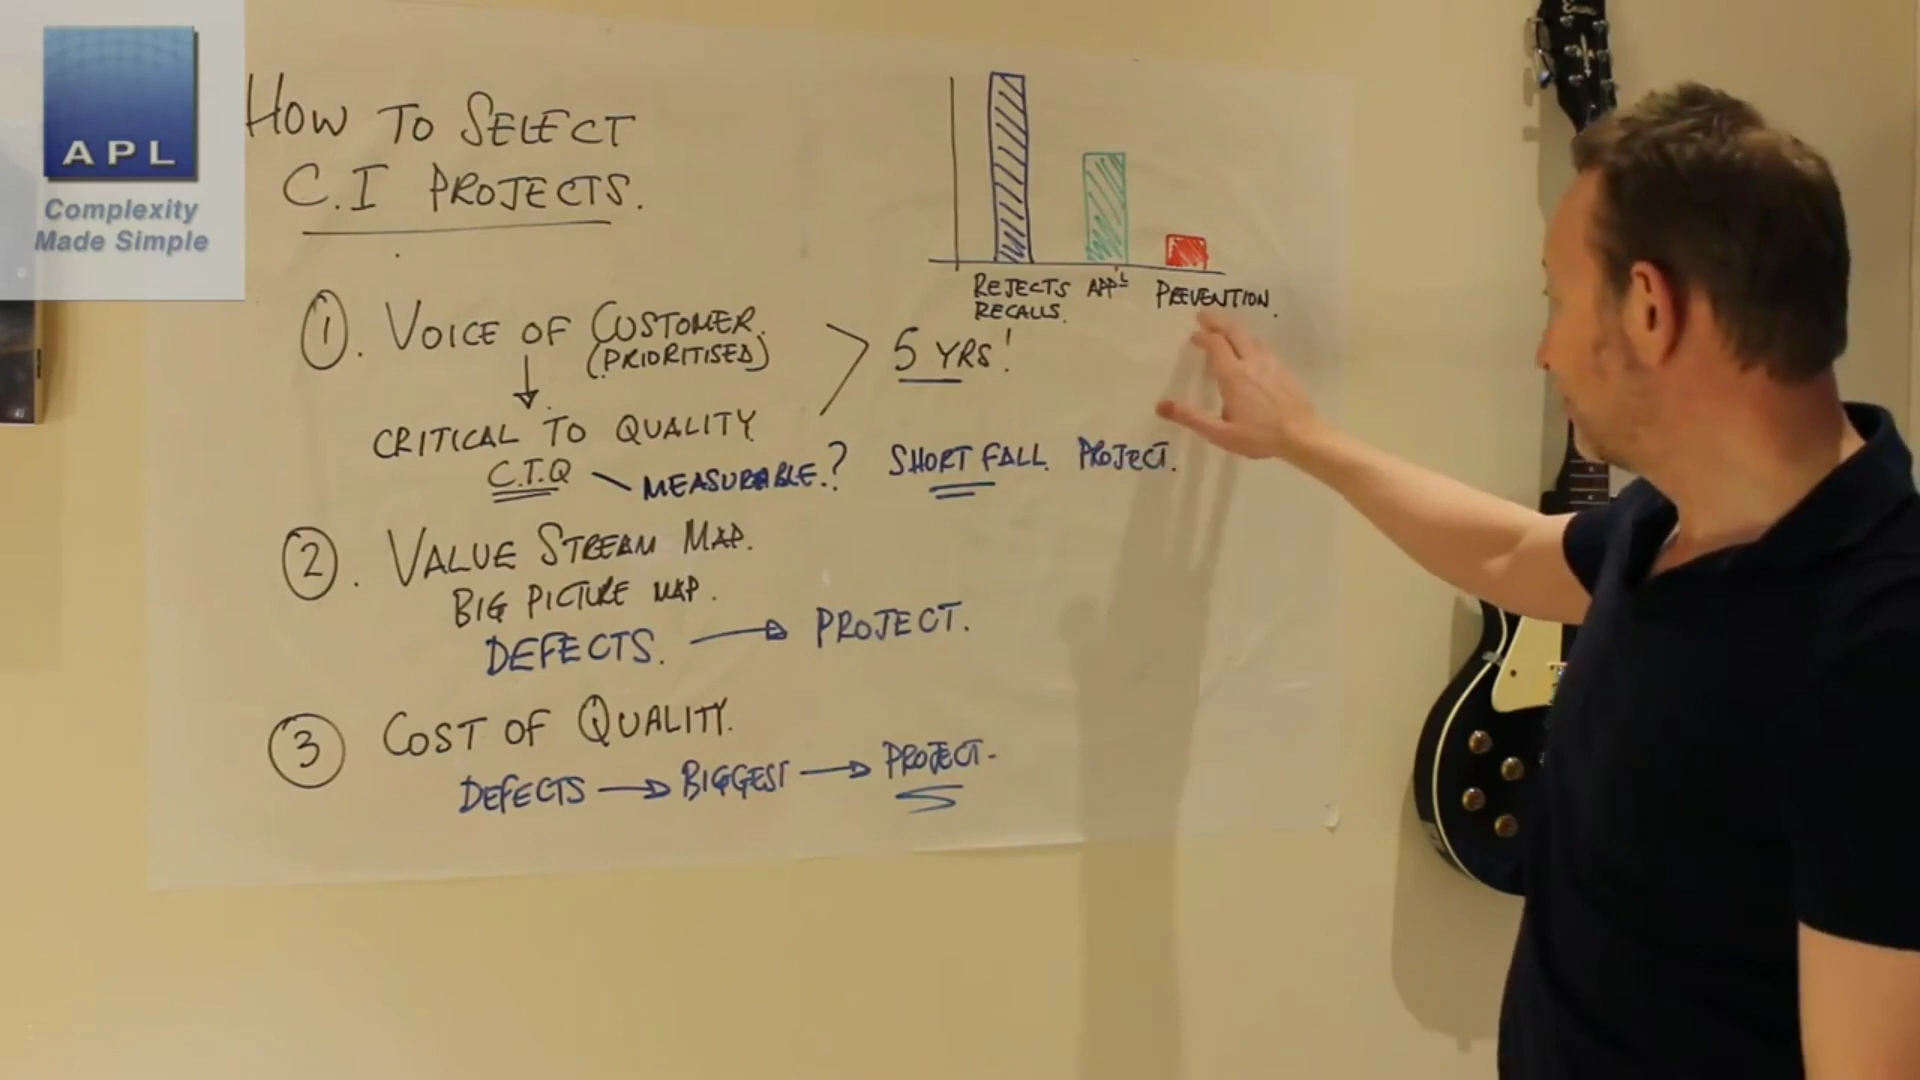 APL
Complexity
Made Simple
HOW TO SELECT
C.I PROJECTS.
REJECTS
RECALLS.
APP'L
PREVENTION.
1. VOICE OF CUSTOMER.
(PRIORITISED)
5 YRS!
CRITICAL TO QUALITY
C.T.Q MEASURABLE.?
SHORT FALL. PROJECT.
2. VALUE STREAM MAP.
BIG PICTURE MAP.
DEFECTS. → PROJECT.
3 COST OF QUALITY.
DEFECTS → BIGGEST → PROJECT-